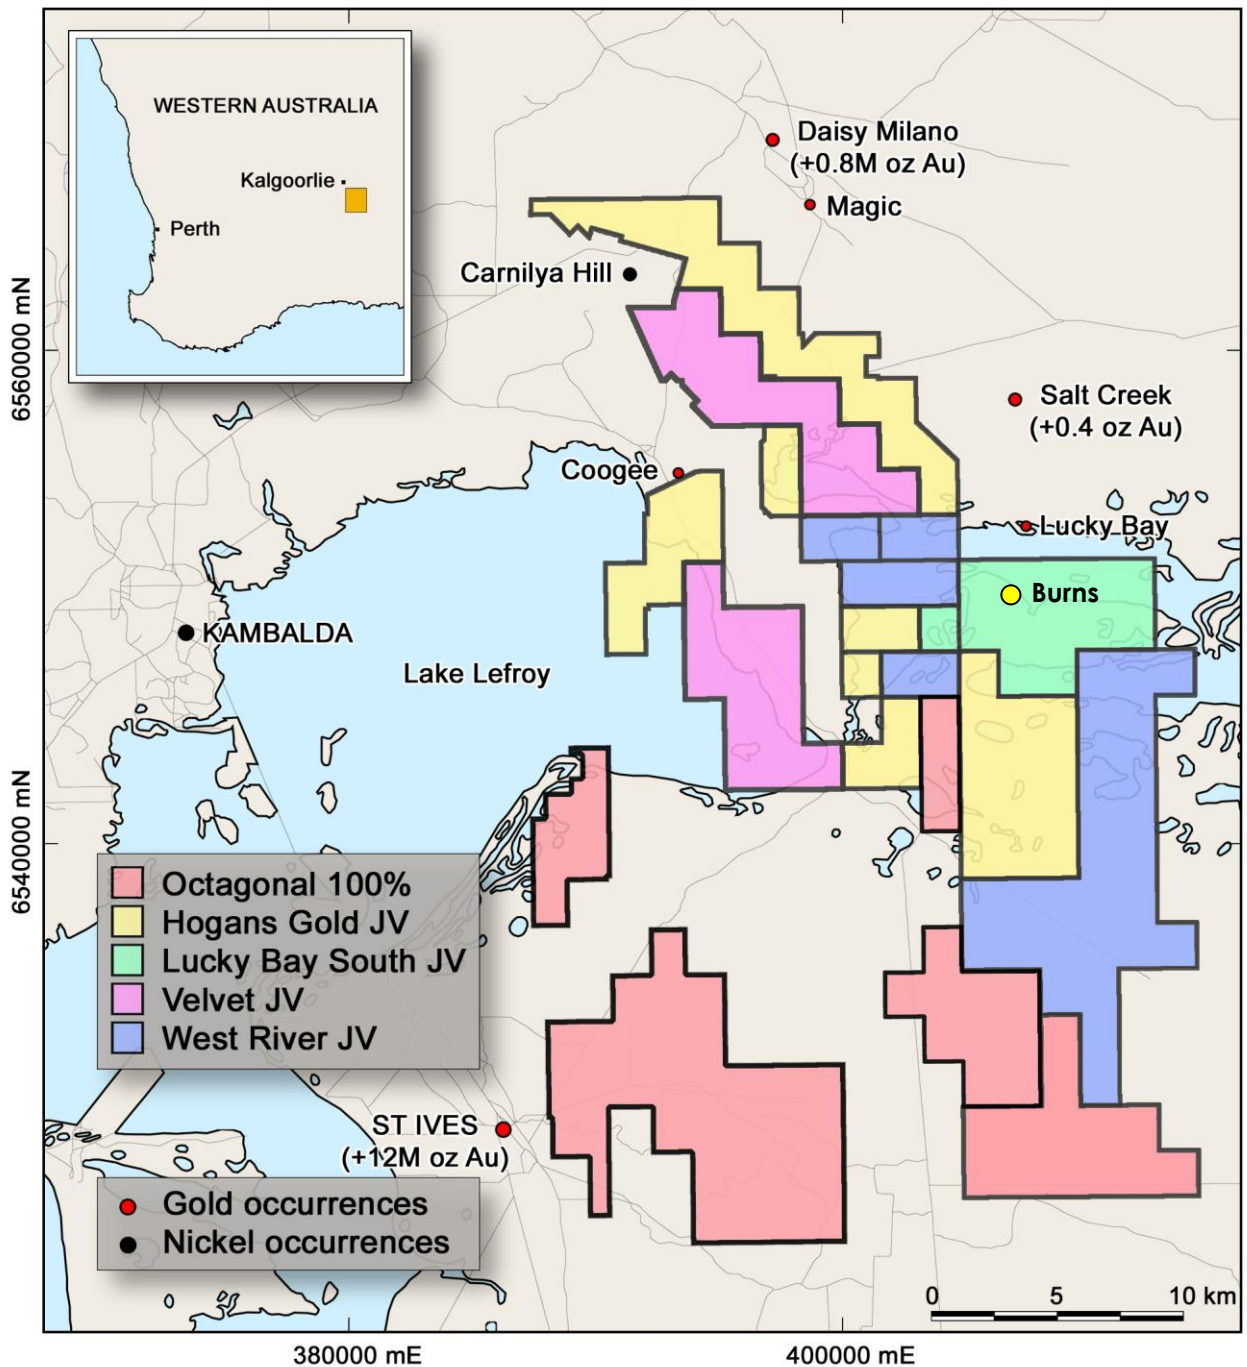 WESTERN AUSTRALIA
Kalgoorlie
Perth
Daisy Milano
(+0.8M oz Au)
Magic
Carnilya Hill
6560000 mN
Salt Creek
(+0.4 oz Au)
Coogee
Lucky Bay
Burns
KAMBALDA
Lake Lefroy
6540000 mN
Octagonal 100%
Hogans Gold JV
Lucky Bay South JV
Velvet JV
West River JV
ST IVES
(+12M oz Au)
Gold occurrences
Nickel occurrences
0 5 10 km
380000 mE 400000 mE